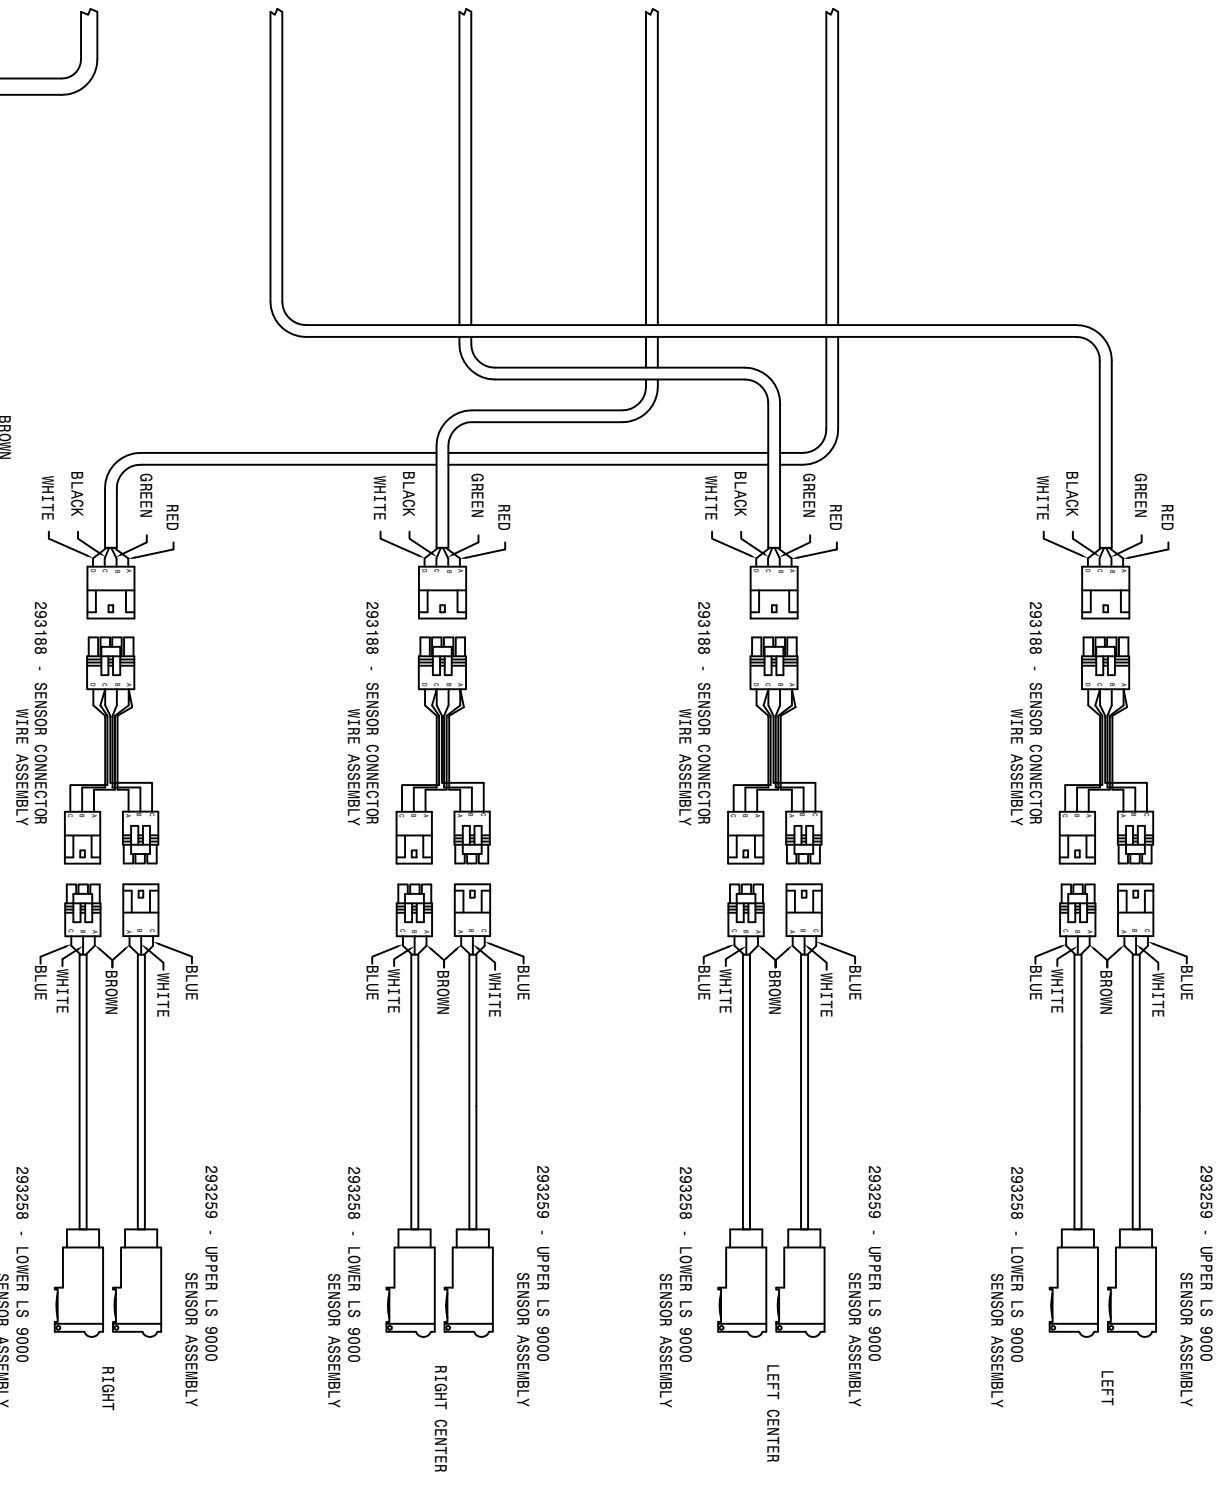 BROWN
RED
GREEN
BLACK
WHITE
293188 - SENSOR CONNECTOR
WIRE ASSEMBLY
A
B
C
D
A
B
C
D
C
B
A
A
B
C
C
B
A
A
B
C
BLUE
WHITE
BROWN
WHITE
BLUE
293259 - UPPER LS 9000
SENSOR ASSEMBLY
293258 - LOWER LS 9000
SENSOR ASSEMBLY
LEFT
RED
GREEN
BLACK
WHITE
293188 - SENSOR CONNECTOR
WIRE ASSEMBLY
A
B
C
D
A
B
C
D
C
B
A
A
B
C
C
B
A
A
B
C
BLUE
WHITE
BROWN
WHITE
BLUE
293259 - UPPER LS 9000
SENSOR ASSEMBLY
293258 - LOWER LS 9000
SENSOR ASSEMBLY
LEFT CENTER
RED
GREEN
BLACK
WHITE
293188 - SENSOR CONNECTOR
WIRE ASSEMBLY
A
B
C
D
A
B
C
D
C
B
A
A
B
C
C
B
A
A
B
C
BLUE
WHITE
BROWN
WHITE
BLUE
293259 - UPPER LS 9000
SENSOR ASSEMBLY
293258 - LOWER LS 9000
SENSOR ASSEMBLY
RIGHT CENTER
RED
GREEN
BLACK
WHITE
293188 - SENSOR CONNECTOR
WIRE ASSEMBLY
A
B
C
D
A
B
C
D
C
B
A
A
B
C
C
B
A
A
B
C
BLUE
WHITE
BROWN
WHITE
BLUE
293259 - UPPER LS 9000
SENSOR ASSEMBLY
293258 - LOWER LS 9000
SENSOR ASSEMBLY
RIGHT